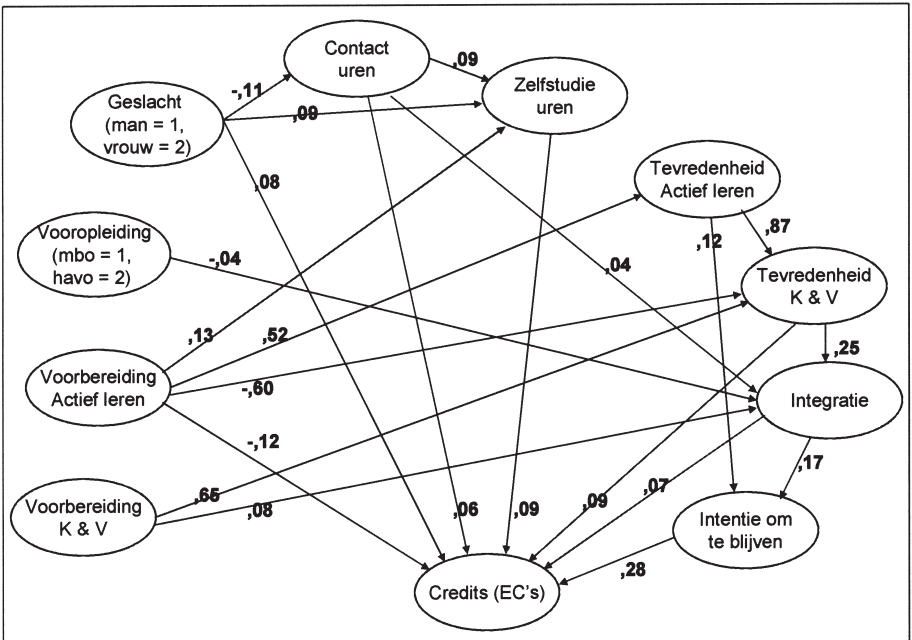 Contact
uren
,09
Zelfstudie
uren
-,11
Geslacht
(man = 1,
vrouw = 2)
,09
,08
Tevredenheid
Actief leren
,87
,12
Vooropleiding
(mbo = 1,
havo = 2)
-,04
,04
Tevredenheid
K & V
,13
,52
,25
Voorbereiding
Actief leren
-,60
Integratie
-,12
,17
,65
,08
,06
,09
,09
,07
Voorbereiding
K & V
Intentie om
te blijven
,28
Credits (EC's)